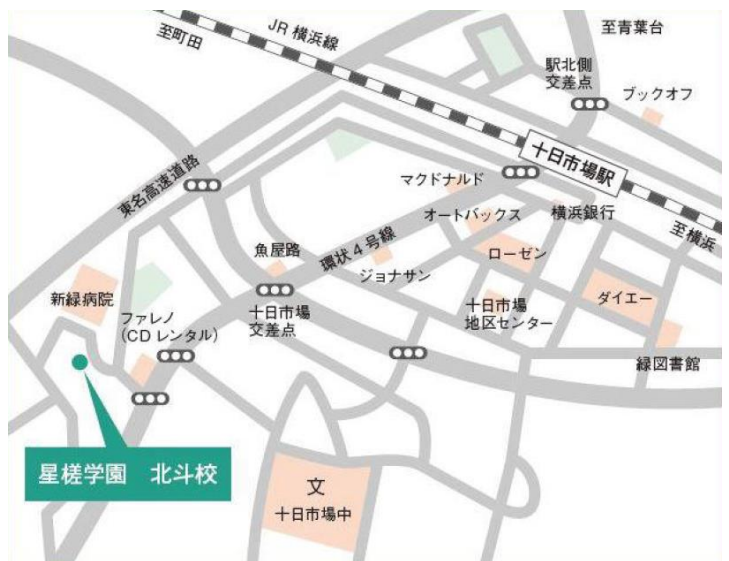 JR 横浜線
至町田
至青葉台
駅北側
交差点
ブックオフ
十日市場駅
東名高速道路
マクドナルド
オートバックス
横浜銀行
至横浜
魚屋路
環状4号線
ジョナサン
ローゼン
新緑病院
ファレノ
(CDレンタル)
十日市場
交差点
十日市場
地区センター
ダイエー
緑図書館
星槎学園 北斗校
文
十日市場中